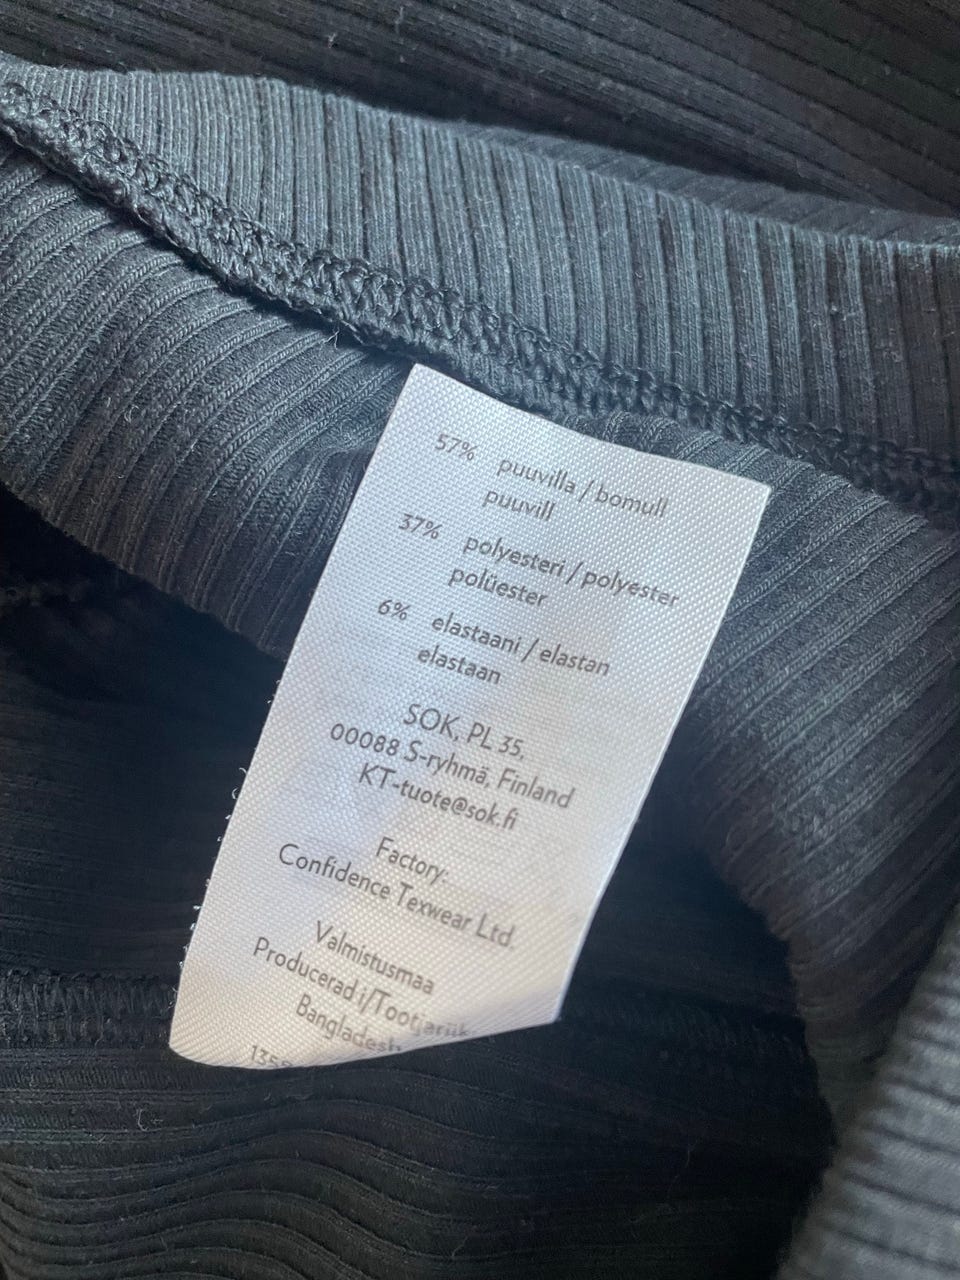 57% puuvilla / bomull
puuvill
37% polyesteri / polyester
polüester
6% elastaani / elastan
elastaan
SOK, PL 35,
00088 S-ryhmä, Finland
KT-tuote@sok.fi
Factory:
Confidence Texwear Ltd.
Valmistusmaa
Producerad i/Tootjariik
Bangladesh